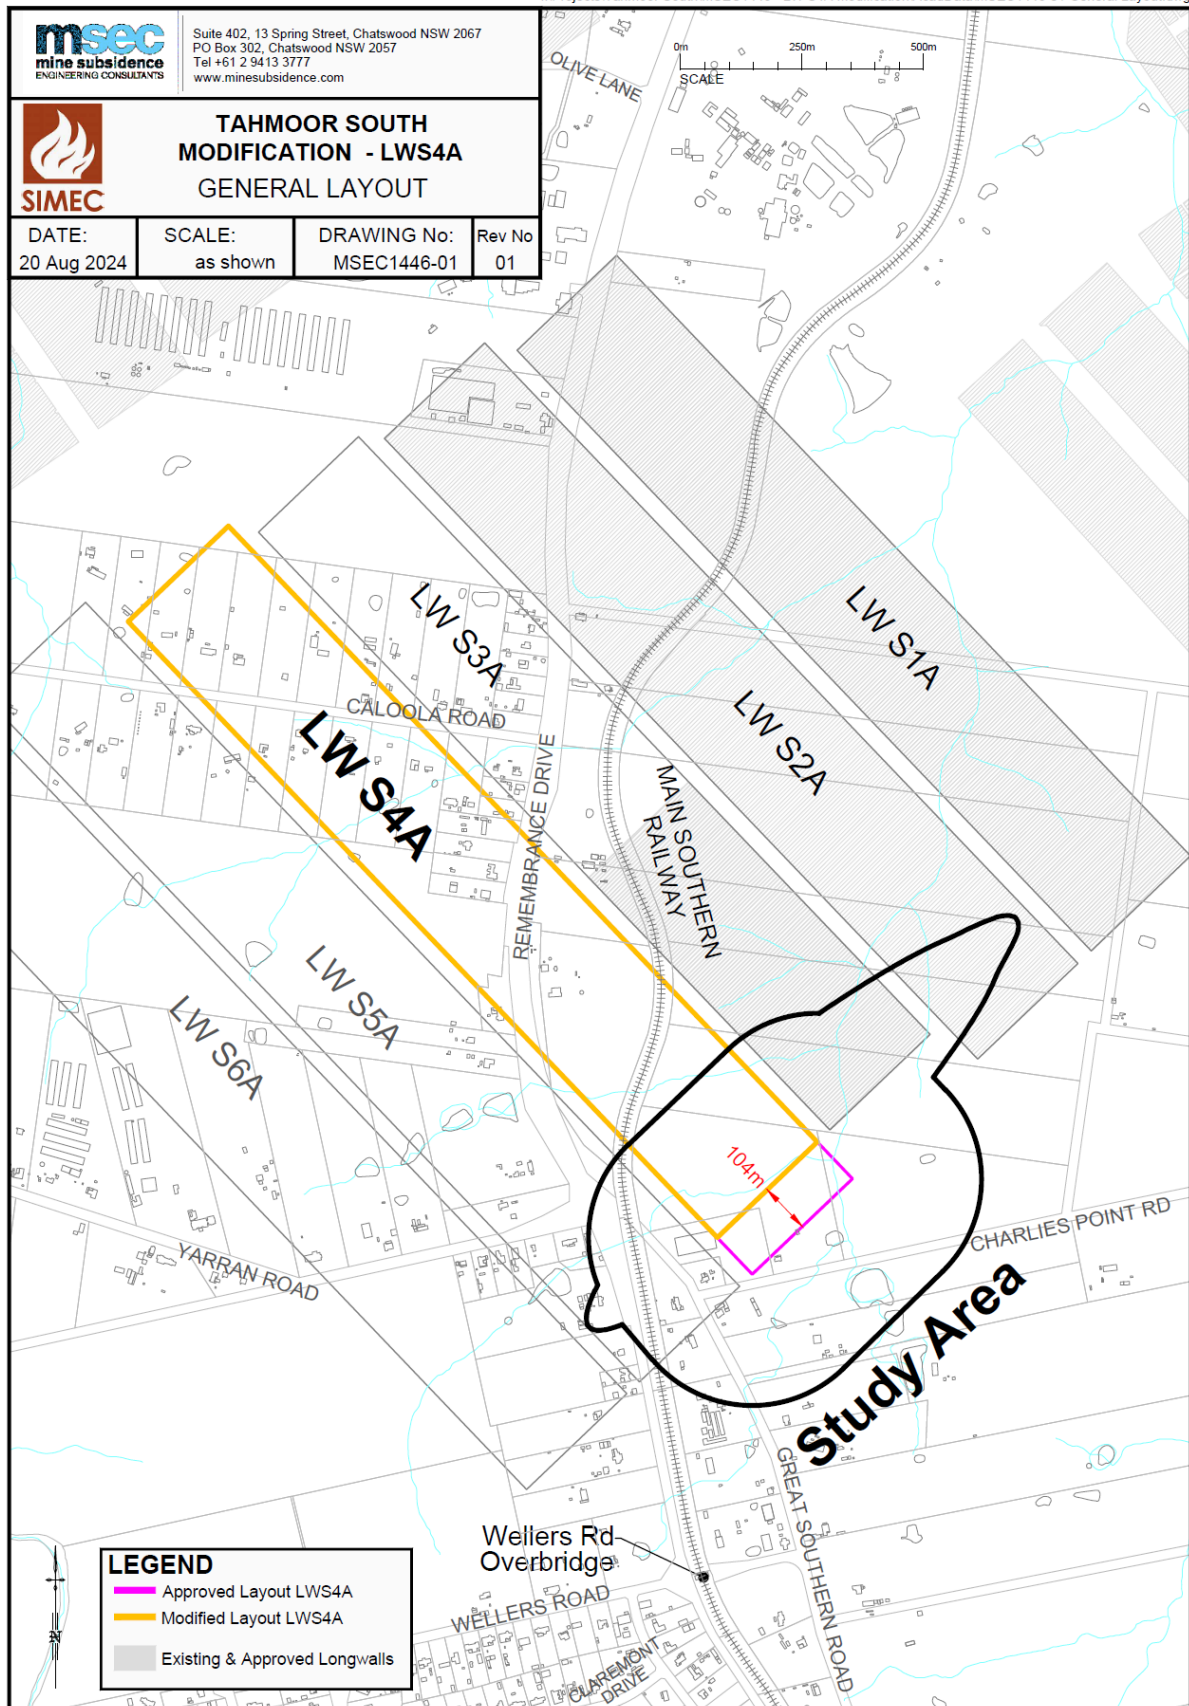 msec
mine subsidence
ENGINEERING CONSULTANTS
Suite 402, 13 Spring Street, Chatswood NSW 2067
PO Box 302, Chatswood NSW 2057
Tel +61 2 9413 3777
www.minesubsidence.com
SIMEC
TAHMOOR SOUTH
MODIFICATION - LWS4A
GENERAL LAYOUT
DATE:
20 Aug 2024
SCALE:
as shown
DRAWING No:
MSEC1446-01
Rev No
01
0m
250m
500m
SCALE
OLIVE LANE
LW S1A
LW S2A
LW S3A
CALOOLA ROAD
LW S4A
REMEMBRANCE DRIVE
MAIN SOUTHERN
RAILWAY
LW S5A
LW S6A
104m
CHARLIES POINT RD
YARRAN ROAD
Study Area
GREAT SOUTHERN ROAD
Wellers Rd
Overbridge
WELLERS ROAD
CLAREMONT
DRIVE
N
LEGEND
Approved Layout LWS4A
Modified Layout LWS4A
Existing & Approved Longwalls